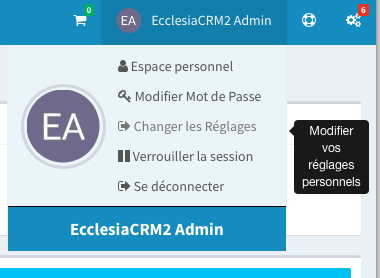 0
EA EcclesiaCRM2 Admin
6
Espace personnel
Modifier Mot de Passe
EA
Changer les Réglages
Verrouiller la session
Se déconnecter
Modifier
vos
réglages
personnels
EcclesiaCRM2 Admin